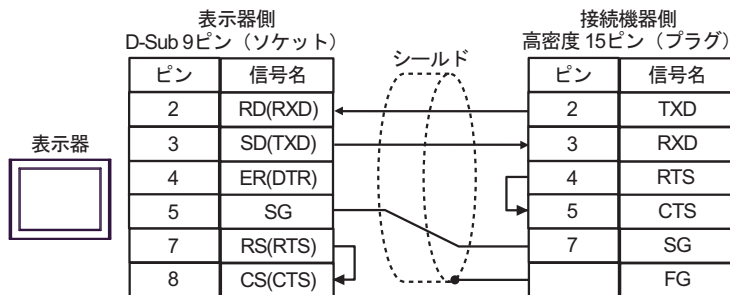 表示器側
D-Sub 9ピン（ソケット）
接続機器側
高密度 15ピン（プラグ）
シールド
表示器
ピン 信号名
2 RD(RXD)
3 SD(TXD)
4 ER(DTR)
5 SG
7 RS(RTS)
8 CS(CTS)
ピン 信号名
2 TXD
3 RXD
4 RTS
5 CTS
7 SG
FG